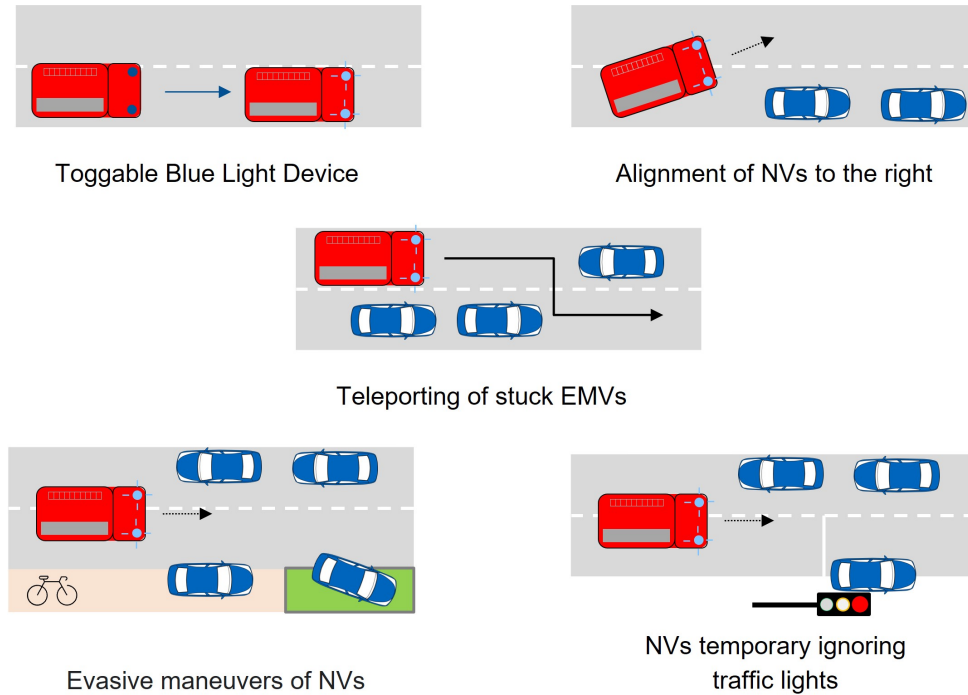 Toggable Blue Light Device
Alignment of NVs to the right
Teleporting of stuck EMVs
Evasive maneuvers of NVs
NVs temporary ignoring
traffic lights